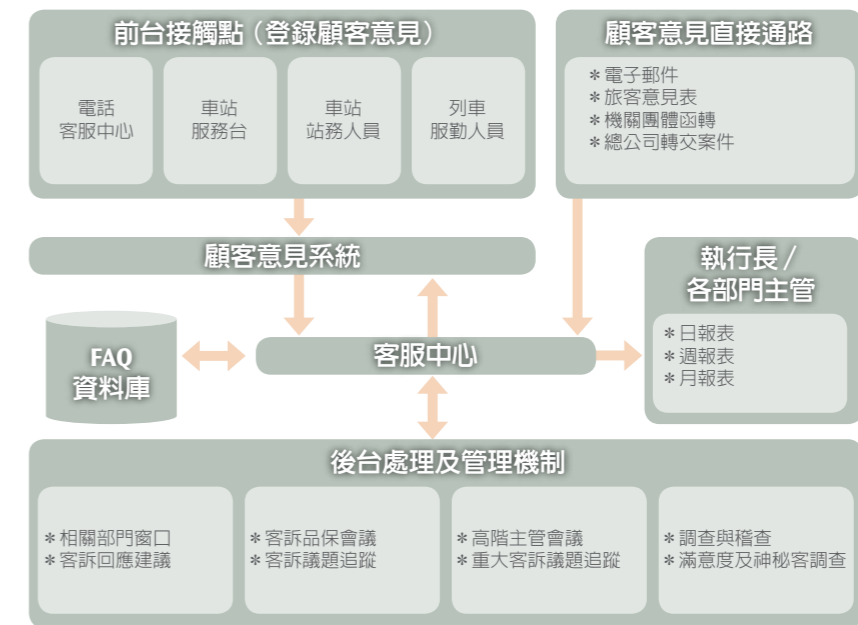 前台接觸點（登錄顧客意見）
電話
客服中心
車站
服務台
車站
站務人員
列車
服勤人員
顧客意見直接通路
＊電子郵件
＊旅客意見表
＊機關團體函轉
＊總公司轉交案件
顧客意見系統
執行長/
各部門主管
＊日報表
＊週報表
＊月報表
FAQ
資料庫
客服中心
後台處理及管理機制
＊相關部門窗口
＊客訴回應建議
＊客訴品保會議
＊客訴議題追蹤
＊高階主管會議
＊重大客訴議題追蹤
＊調查與稽查
＊滿意度及神秘客調查